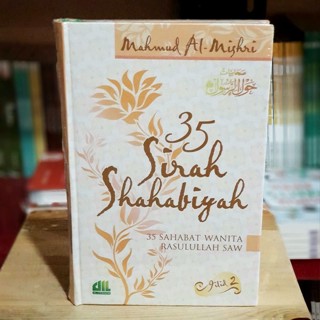 Mahmud Al-Mishri
35
Sirah
Shahabiyah
35 SAHABAT WANITA
RASULULLAH SAW
Jilid 2